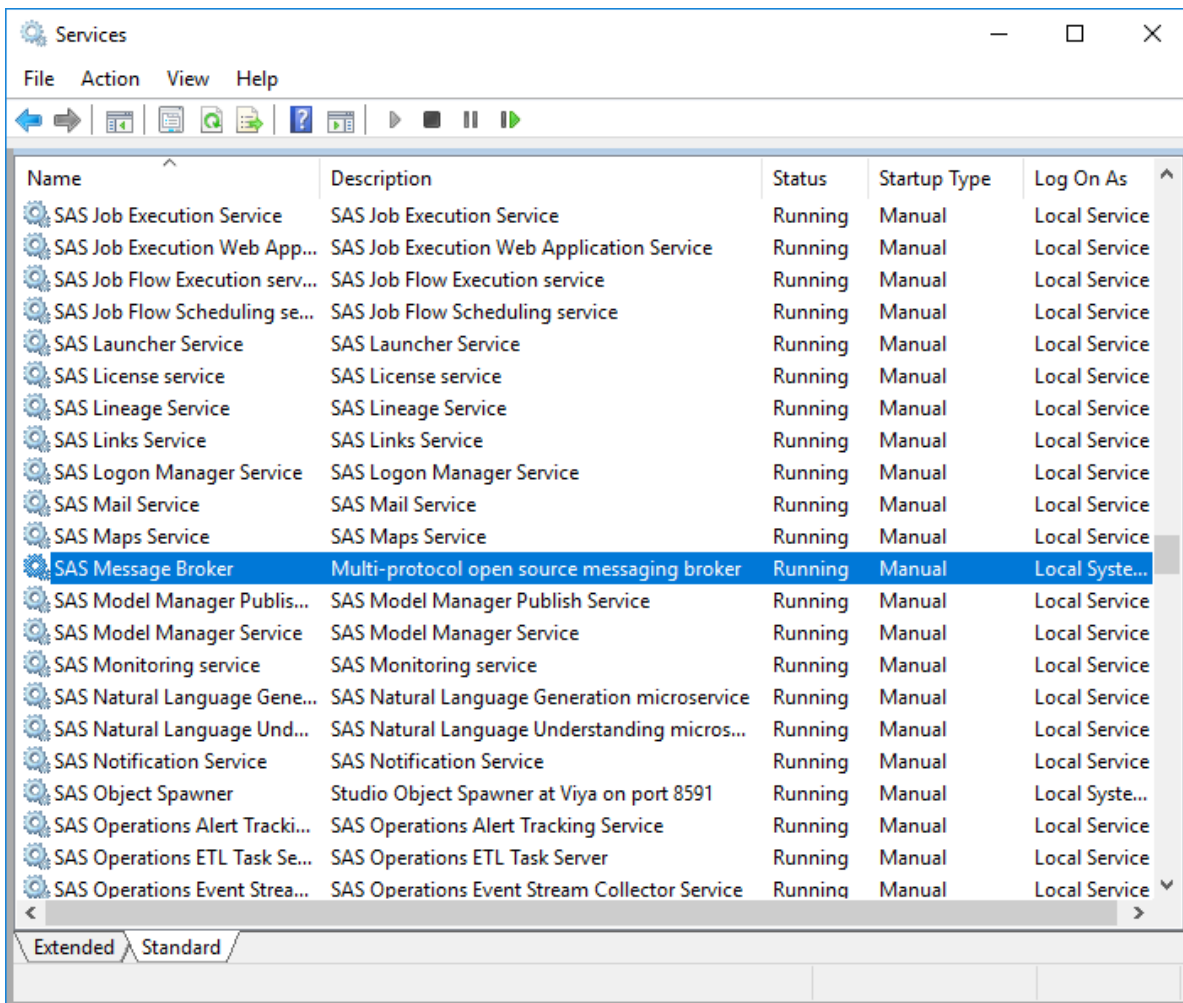 Services
File Action View Help
Name Description Status Startup Type Log On As
SAS Job Execution Service SAS Job Execution Service Running Manual Local Service
SAS Job Execution Web App... SAS Job Execution Web Application Service Running Manual Local Service
SAS Job Flow Execution serv... SAS Job Flow Execution service Running Manual Local Service
SAS Job Flow Scheduling se... SAS Job Flow Scheduling service Running Manual Local Service
SAS Launcher Service SAS Launcher Service Running Manual Local Service
SAS License service SAS License service Running Manual Local Service
SAS Lineage Service SAS Lineage Service Running Manual Local Service
SAS Links Service SAS Links Service Running Manual Local Service
SAS Logon Manager Service SAS Logon Manager Service Running Manual Local Service
SAS Mail Service SAS Mail Service Running Manual Local Service
SAS Maps Service SAS Maps Service Running Manual Local Service
SAS Message Broker Multi-protocol open source messaging broker Running Manual Local Syste...
SAS Model Manager Publis... SAS Model Manager Publish Service Running Manual Local Service
SAS Model Manager Service SAS Model Manager Service Running Manual Local Service
SAS Monitoring service SAS Monitoring service Running Manual Local Service
SAS Natural Language Gene... SAS Natural Language Generation microservice Running Manual Local Service
SAS Natural Language Und... SAS Natural Language Understanding micros... Running Manual Local Service
SAS Notification Service SAS Notification Service Running Manual Local Service
SAS Object Spawner Studio Object Spawner at Viya on port 8591 Running Manual Local Syste...
SAS Operations Alert Tracki... SAS Operations Alert Tracking Service Running Manual Local Service
SAS Operations ETL Task Se... SAS Operations ETL Task Server Running Manual Local Service
SAS Operations Event Strea... SAS Operations Event Stream Collector Service Running Manual Local Service
Extended Standard